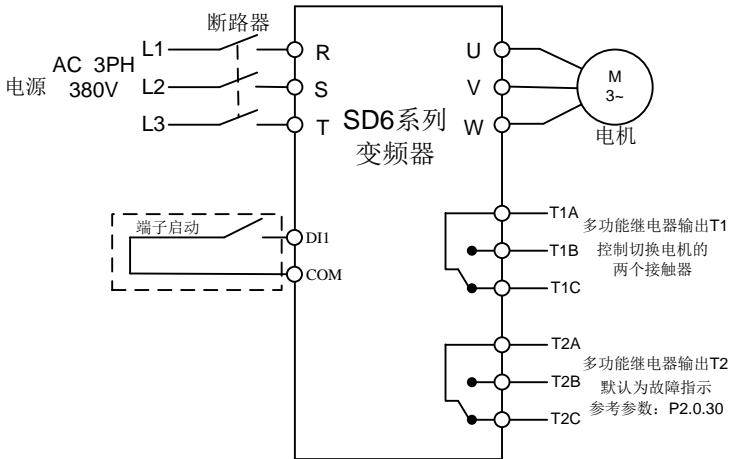 断路器
L1
R
U
M
3~
AC 3PH
380V
电源
L2
S
V
L3
T
W
电机
SD6系列
变频器
端子启动
DI1
COM
T1A
多功能继电器输出T1
T1B
控制切换电机的
两个接触器
T1C
T2A
多功能继电器输出T2
T2B
默认为故障指示
T2C
参考参数：P2.0.30